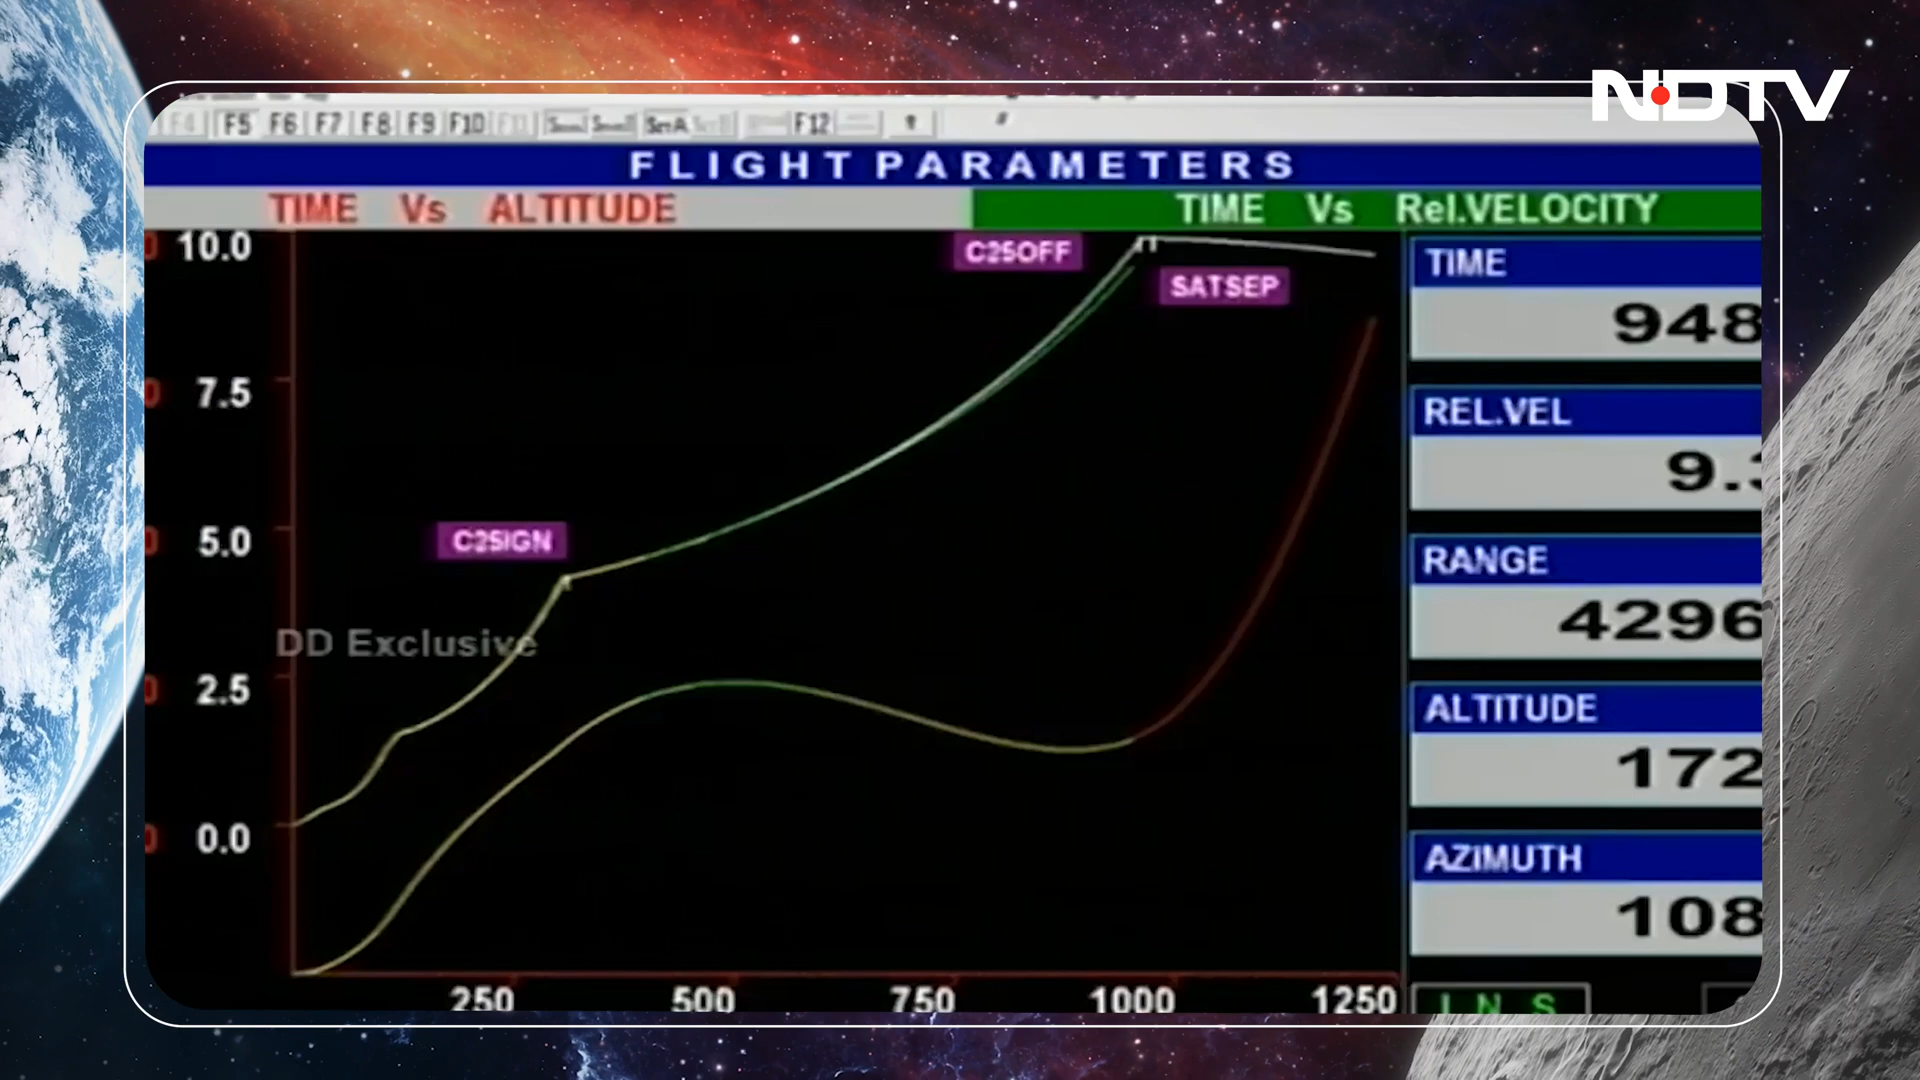 NDTV
F5 F6 F7 F8 F9 F10 F12
FLIGHT PARAMETERS
TIME Vs ALTITUDE
TIME Vs Rel.VELOCITY
10.0
7.5
5.0
2.5
0.0
C25OFF
SATSEP
C25IGN
DD Exclusive
250 500 750 1000 1250
TIME
948
REL.VEL
9.
RANGE
4296
ALTITUDE
172
AZIMUTH
108
I N S